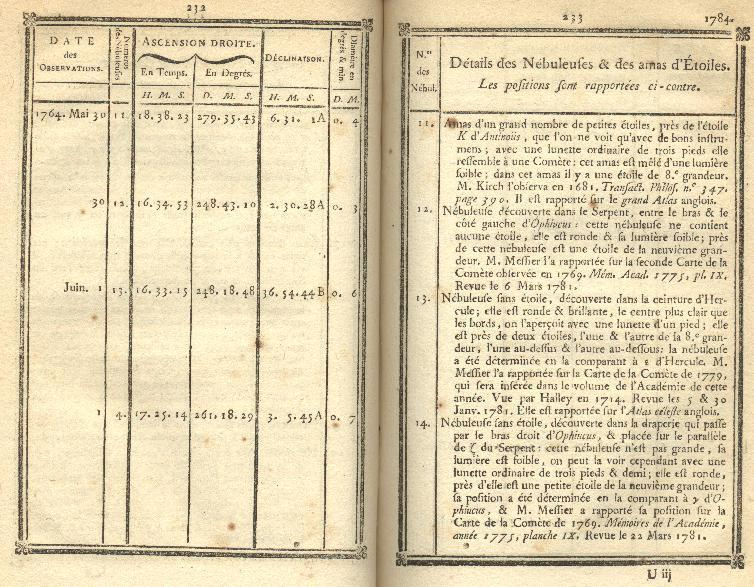 232
DATE
des
OBSERVATIONS.
Numéros
des Nébuleuses
ASCENSION DROITE.
En Temps.
En Degrés.
DÉCLINAISON.
Diamètre en
degrés & min.
H. M. S.
D. M. S.
H. M. S.
D. M.
1764. Mai 30 11. 18. 38. 23 279. 35. 43 6. 31. 1A 0. 4
30 12. 16. 34. 53 248. 43. 10 2. 30. 28A 0. 3
Juin. 1 13. 16. 33. 15 248. 18. 48 36. 54. 44B 0. 6
1 4. 17. 25. 14 261. 18. 29 3. 5. 45A 0. 7
233
1784.
N.os
des
Nébul.
Détails des Nébuleuſes & des amas d'Étoiles.
Les poſitions ſont rapportées ci-contre.
11. Amas d'un grand nombre de petites étoiles, près de l'étoile
K d'Antinoüs, que l'on ne voit qu'avec de bons inſtru-
mens; avec une lunette ordinaire de trois pieds elle
reſſemble à une Comète: cet amas eſt mêlé d'une lumière
foible; dans cet amas il y a une étoile de 8.e grandeur.
M. Kirch l'obſerva en 1681. Tranſact. Philoſ. n.o 347.
page 390. Il eſt rapporté ſur le grand Atlas anglois.
12. Nébuleuſe découverte dans le Serpent, entre le bras & le
côté gauche d'Ophiucus: cette nébuleuſe ne contient
aucune étoile, elle eſt ronde & ſa lumière foible; près
de cette nébuleuſe eſt une étoile de la neuvième gran-
deur. M. Meſſier l'a rapportée ſur la ſeconde Carte de la
Comète obſervée en 1769. Mém. Acad. 1775, pl. IX.
Revue le 6 Mars 1781.
13. Nébuleuſe ſans étoile, découverte dans la ceinture d'Her-
cule; elle eſt ronde & brillante, le centre plus clair que
les bords, on l'aperçoit avec une lunette d'un pied; elle
eſt près de deux étoiles, l'une & l'autre de la 8.e gran-
deur, l'une au-deſſus & l'autre au-deſſous: la nébuleuſe
a été déterminée en la comparant à ε d'Hercule. M.
Meſſier l'a rapportée ſur la Carte de la Comète de 1779,
qui ſera inſérée dans le volume de l'Académie de cette
année. Vue par Halley en 1714. Revue les 5 & 30
Janv. 1781. Elle eſt rapportée ſur l'Atlas céleſte anglois.
14. Nébuleuſe ſans étoile, découverte dans la draperie qui paſſe
par le bras droit d'Ophiucus, & placée ſur le parallèle
de ζ du Serpent: cette nébuleuſe n'eſt pas grande, ſa
lumière eſt foible, on peut la voir cependant avec une
lunette ordinaire de trois pieds & demi; elle eſt ronde,
près d'elle eſt une petite étoile de la neuvième grandeur;
ſa poſition a été déterminée en la comparant à γ d'O-
phiucus, & M. Meſſier a rapporté ſa poſition ſur la
Carte de la Comète de 1769. Mémoires de l'Académie,
année 1775, planche IX. Revue le 22 Mars 1781.
U iij